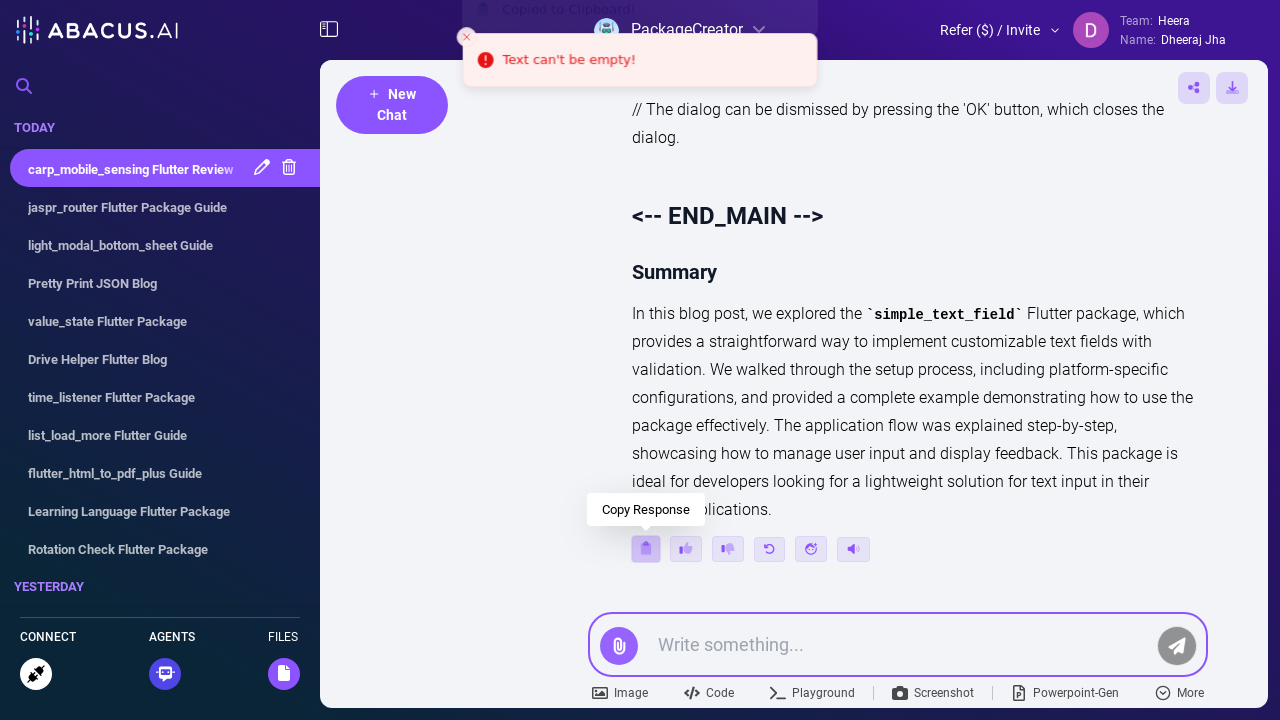 ABACUS.AI
Copied to Clipboard!
PackageCreator
Text can't be empty!
Refer ($) / Invite
D
Team: Heera
Name: Dheeraj Jha
TODAY
carp_mobile_sensing Flutter Review
jaspr_router Flutter Package Guide
light_modal_bottom_sheet Guide
Pretty Print JSON Blog
value_state Flutter Package
Drive Helper Flutter Blog
time_listener Flutter Package
list_load_more Flutter Guide
flutter_html_to_pdf_plus Guide
Learning Language Flutter Package
Rotation Check Flutter Package
YESTERDAY
CONNECT
AGENTS
FILES
+ New
Chat
// The dialog can be dismissed by pressing the 'OK' button, which closes the
dialog.
<-- END_MAIN -->
Summary
In this blog post, we explored the `simple_text_field` Flutter package, which
provides a straightforward way to implement customizable text fields with
validation. We walked through the setup process, including platform-specific
configurations, and provided a complete example demonstrating how to use the
package effectively. The application flow was explained step-by-step,
showcasing how to manage user input and display feedback. This package is
ideal for developers looking for a lightweight solution for text input in their
plications.
Copy Response
Write something...
Image
Code
Playground
Screenshot
Powerpoint-Gen
More